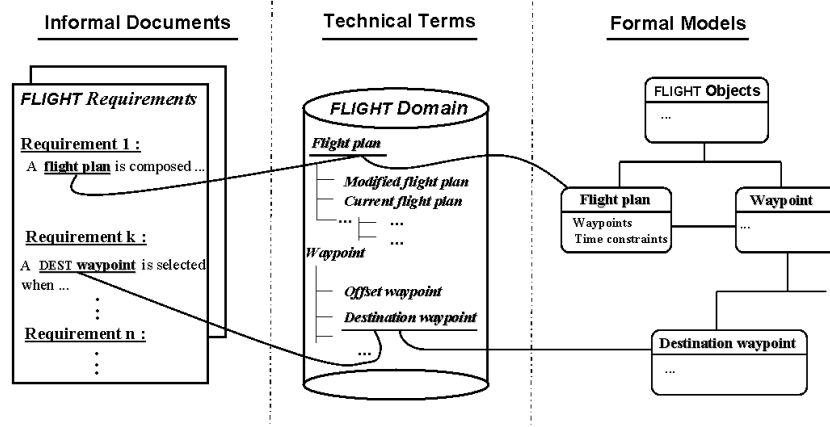 Informal Documents
Technical Terms
Formal Models
FLIGHT Requirements
Requirement 1 :
A flight plan is composed ...
Requirement k :
A DEST waypoint is selected
when ...
Requirement n :
FLIGHT Domain
Flight plan
Modified flight plan
Current flight plan
... ...
...
Waypoint
Offset waypoint
Destination waypoint
...
FLIGHT Objects
...
Flight plan
Waypoints
Time constraints
Waypoint
...
Destination waypoint
...